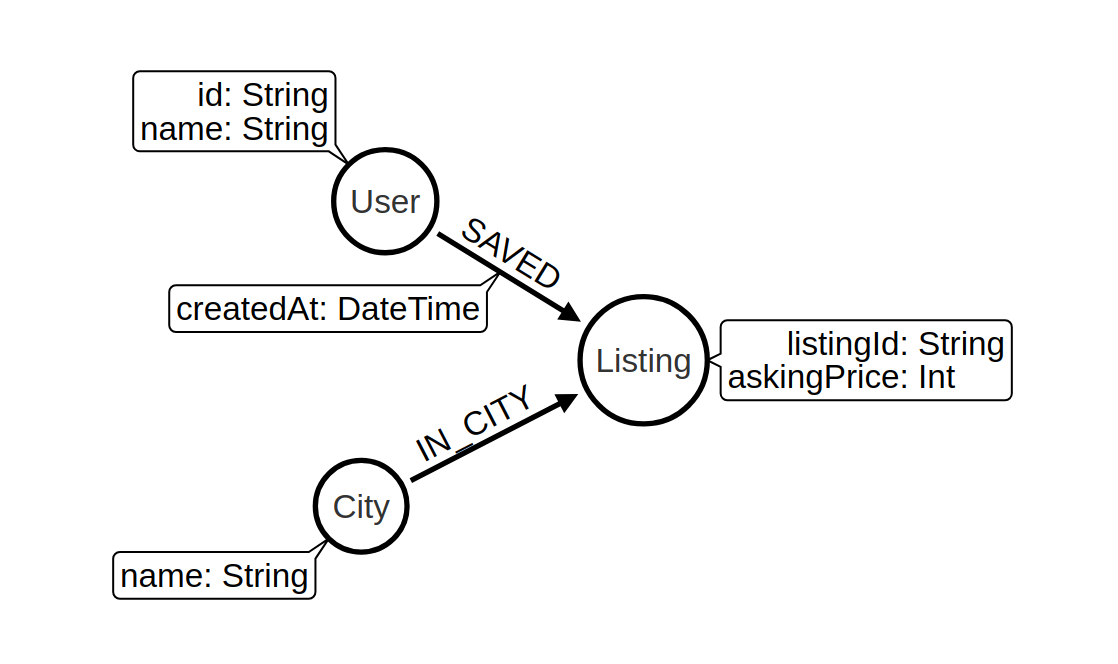 id: String
name: String
User
SAVED
createdAt: DateTime
Listing
listingId: String
askingPrice: Int
IN_CITY
City
name: String